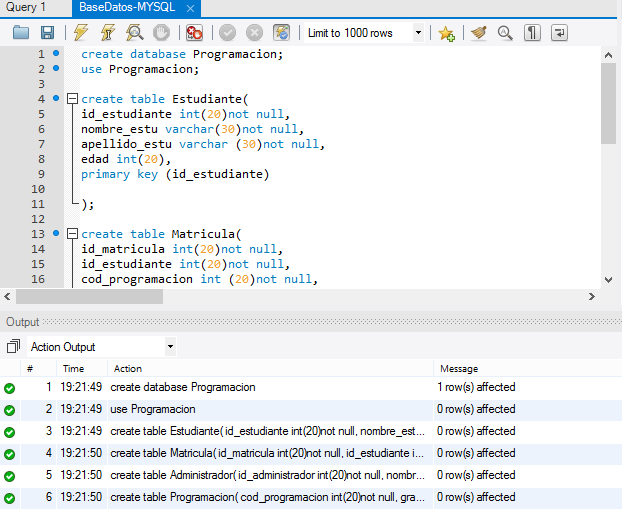 Query 1 BaseDatos-MYSQL ×
Limit to 1000 rows
1 create database Programacion;
2 use Programacion;
3
4 create table Estudiante(
5 id_estudiante int(20)not null,
6 nombre_estu varchar(30)not null,
7 apellido_estu varchar (30)not null,
8 edad int(20),
9 primary key (id_estudiante)
10
11 );
12
13 create table Matricula(
14 id_matricula int(20)not null,
15 id_estudiante int(20)not null,
16 cod_programacion int (20)not null,
Output
Action Output
# Time Action Message
1 19:21:49 create database Programacion 1 row(s) affected
2 19:21:49 use Programacion 0 row(s) affected
3 19:21:49 create table Estudiante( id_estudiante int(20)not null, nombre_est... 0 row(s) affected
4 19:21:50 create table Matricula( id_matricula int(20)not null, id_estudiante i... 0 row(s) affected
5 19:21:50 create table Administrador( id_administrador int(20)not null, nombr... 0 row(s) affected
6 19:21:50 create table Programacion( cod_programacion int(20)not null, gra... 0 row(s) affected